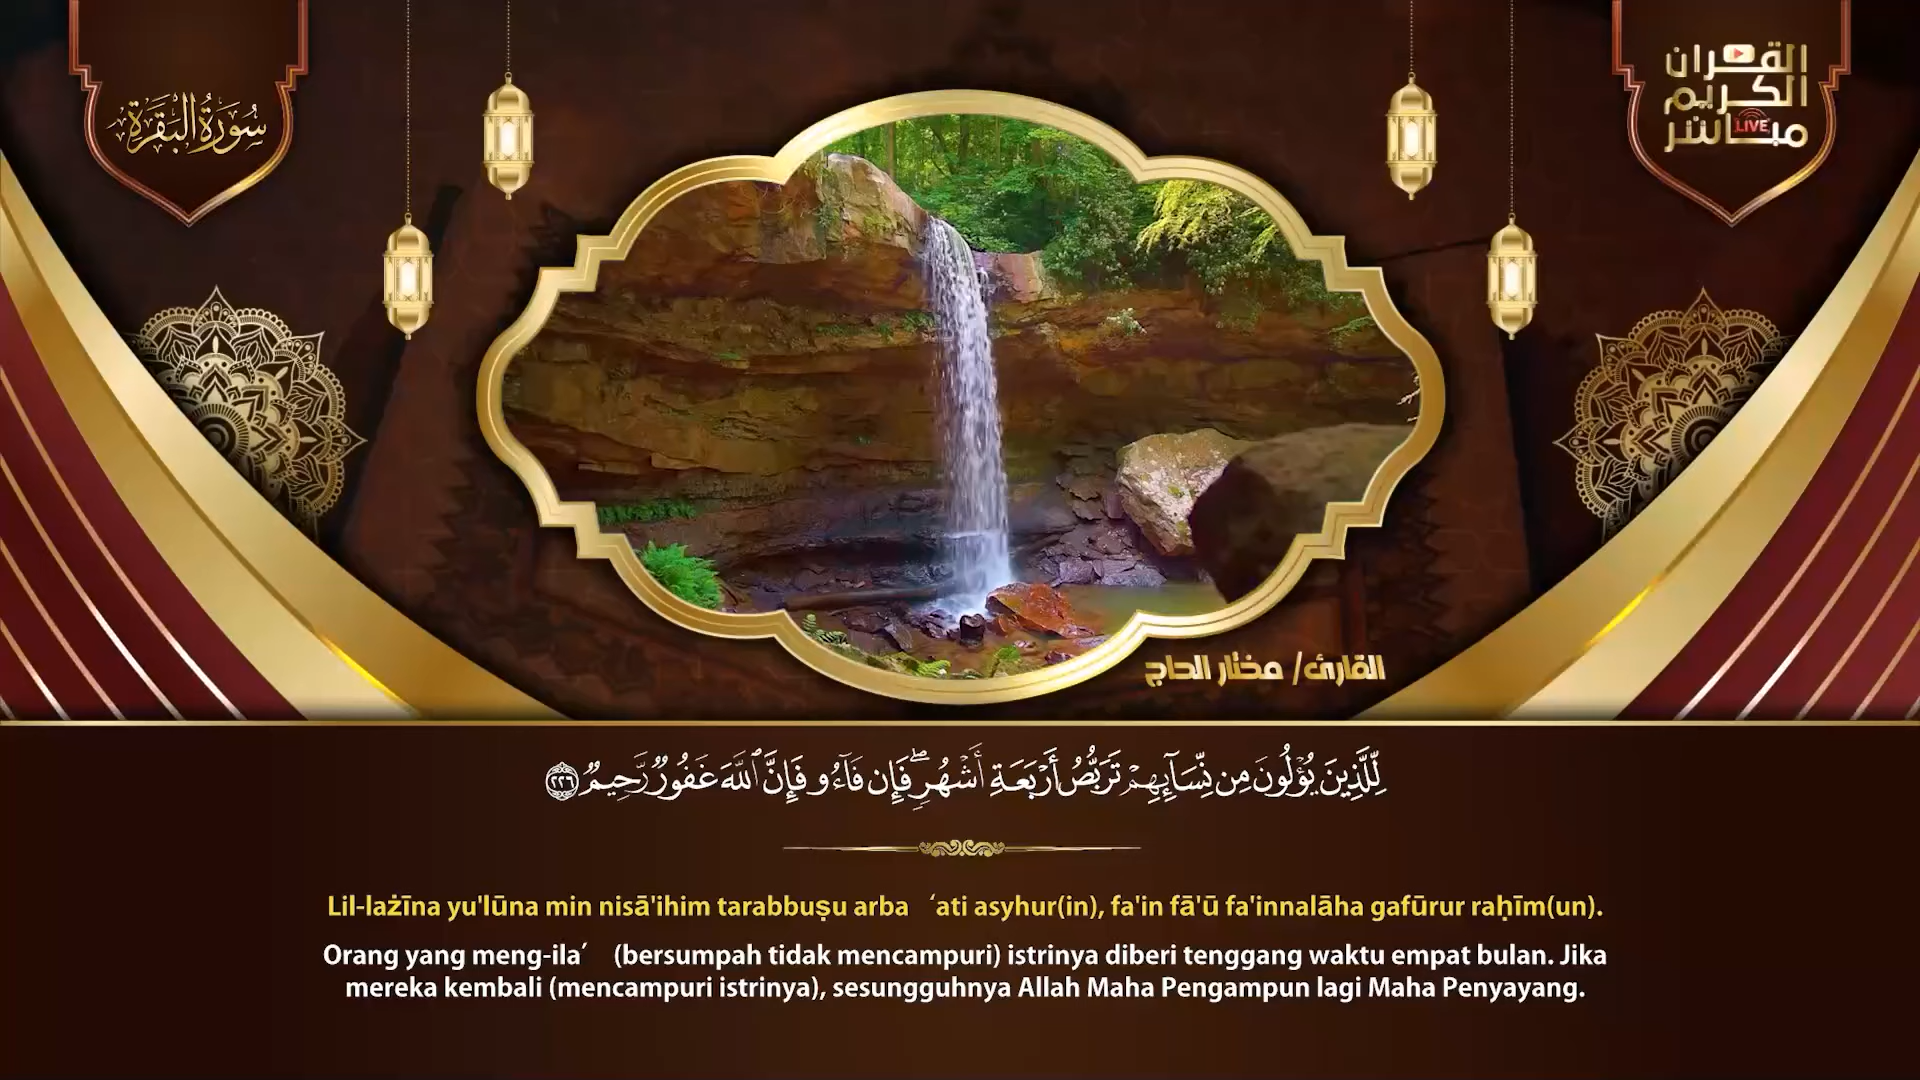 سُورَةُ الْبَقَرَة
القرآن
الكريم
مباشر
LIVE
القارئ/ مختار الحاج
لِّلَّذِينَ يُؤْلُونَ مِن نِّسَآئِهِمْ تَرَبُّصُ أَرْبَعَةِ أَشْهُرٍ ۖ فَإِن فَآءُو فَإِنَّ ٱللَّهَ غَفُورٌ رَّحِيمٌ ٢٢٦
Lil-lażīna yu'lūna min nisā'ihim tarabbuṣu arba ‘ati asyhur(in), fa'in fā'ū fa'innalāha gafūrur raḥīm(un).
Orang yang meng-ila’ (bersumpah tidak mencampuri) istrinya diberi tenggang waktu empat bulan. Jika
mereka kembali (mencampuri istrinya), sesungguhnya Allah Maha Pengampun lagi Maha Penyayang.